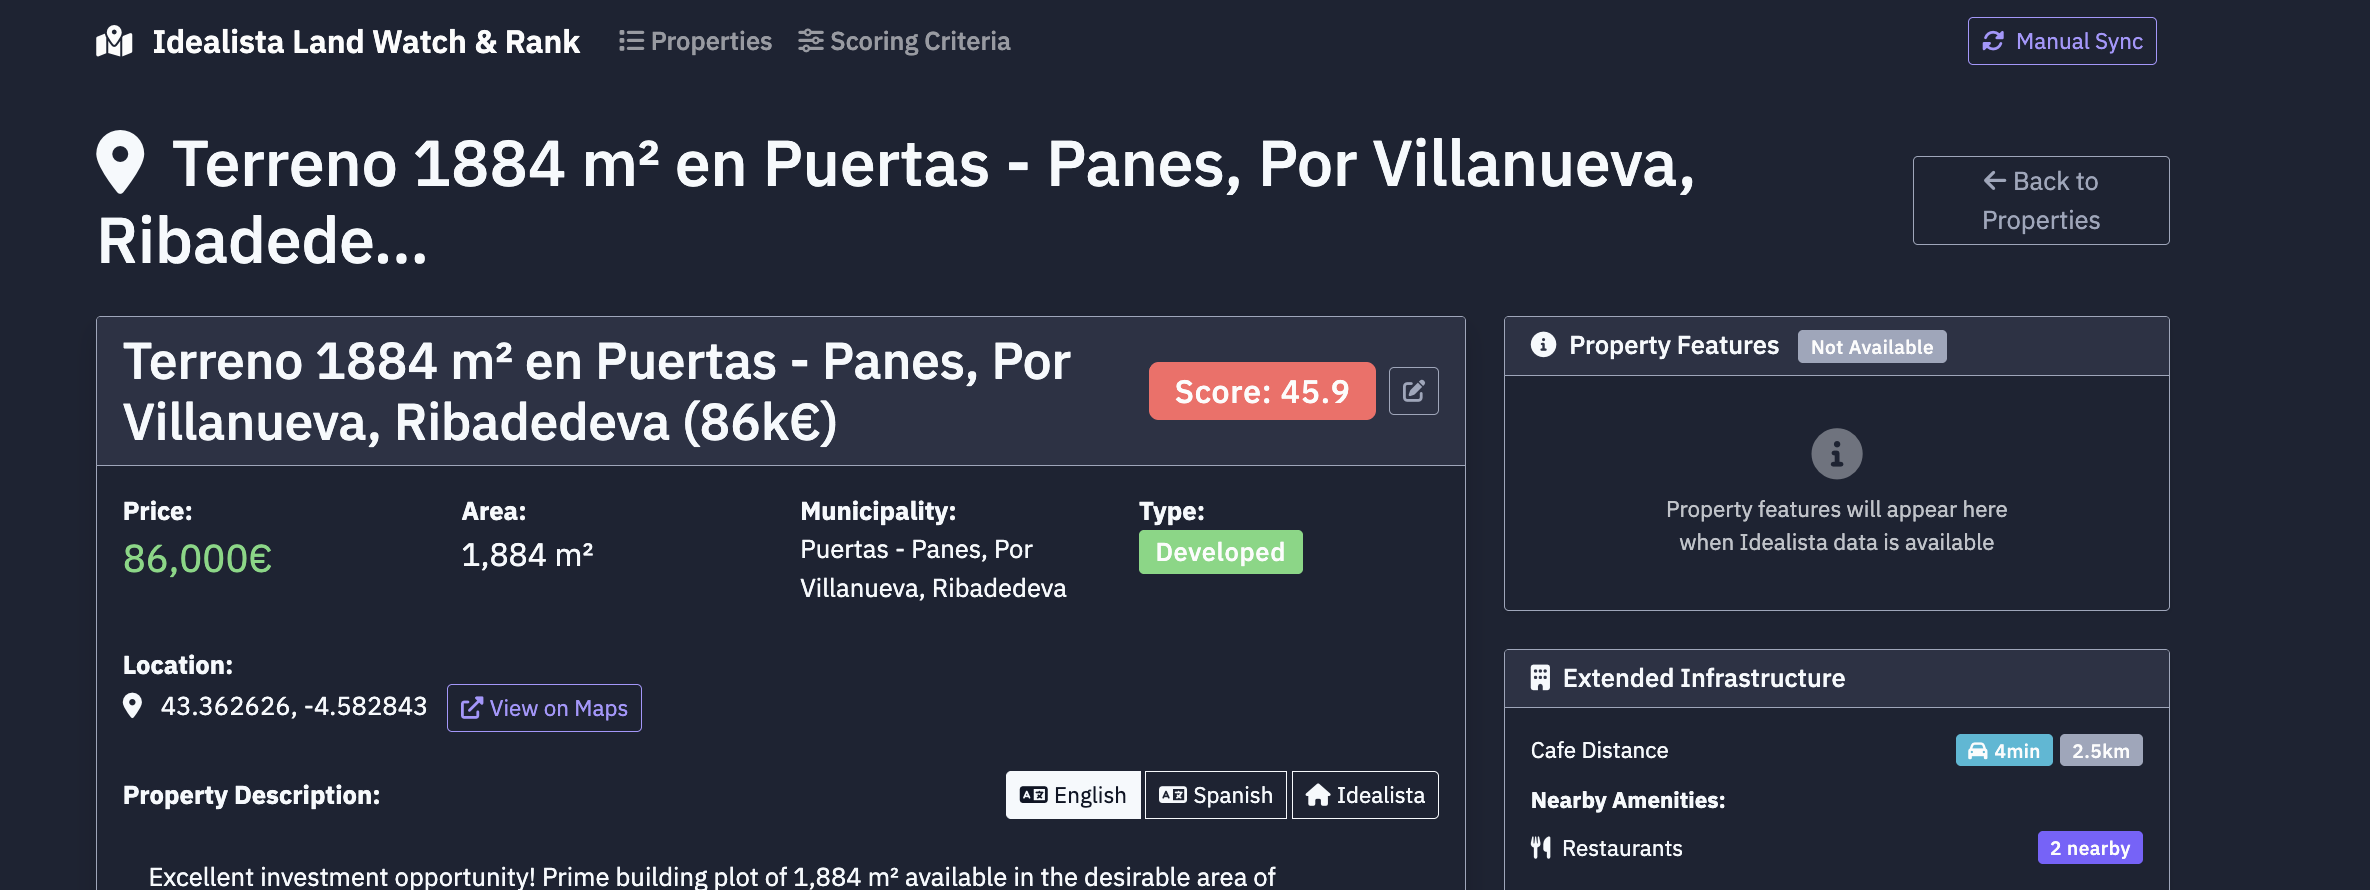 Idealista Land Watch & Rank
Properties
Scoring Criteria
Manual Sync
Terreno 1884 m² en Puertas - Panes, Por Villanueva,
Ribadede...
Back to
Properties
Terreno 1884 m² en Puertas - Panes, Por
Villanueva, Ribadedeva (86k€)
Score: 45.9
Price:
86,000€
Area:
1,884 m²
Municipality:
Puertas - Panes, Por
Villanueva, Ribadedeva
Type:
Developed
Location:
43.362626, -4.582843
View on Maps
Property Description:
English
Spanish
Idealista
Excellent investment opportunity! Prime building plot of 1,884 m² available in the desirable area of
Property Features
Not Available
Property features will appear here
when Idealista data is available
Extended Infrastructure
Cafe Distance
4min
2.5km
Nearby Amenities:
Restaurants
2 nearby